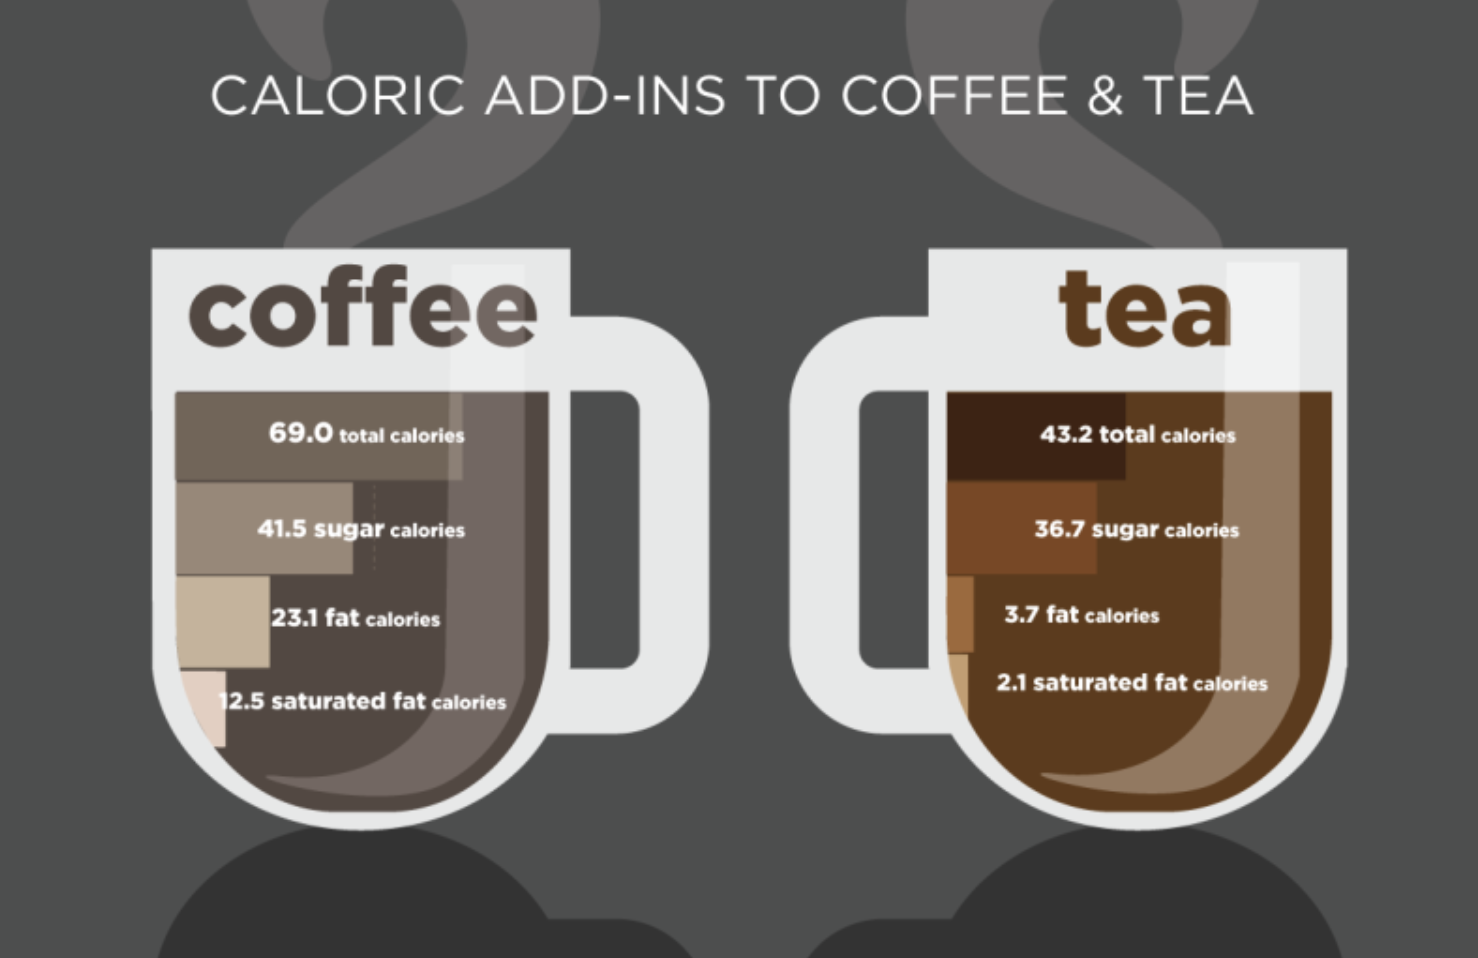 CALORIC ADD-INS TO COFFEE & TEA
coffee
69.0 total calories
41.5 sugar calories
23.1 fat calories
12.5 saturated fat calories
tea
43.2 total calories
36.7 sugar calories
3.7 fat calories
2.1 saturated fat calories